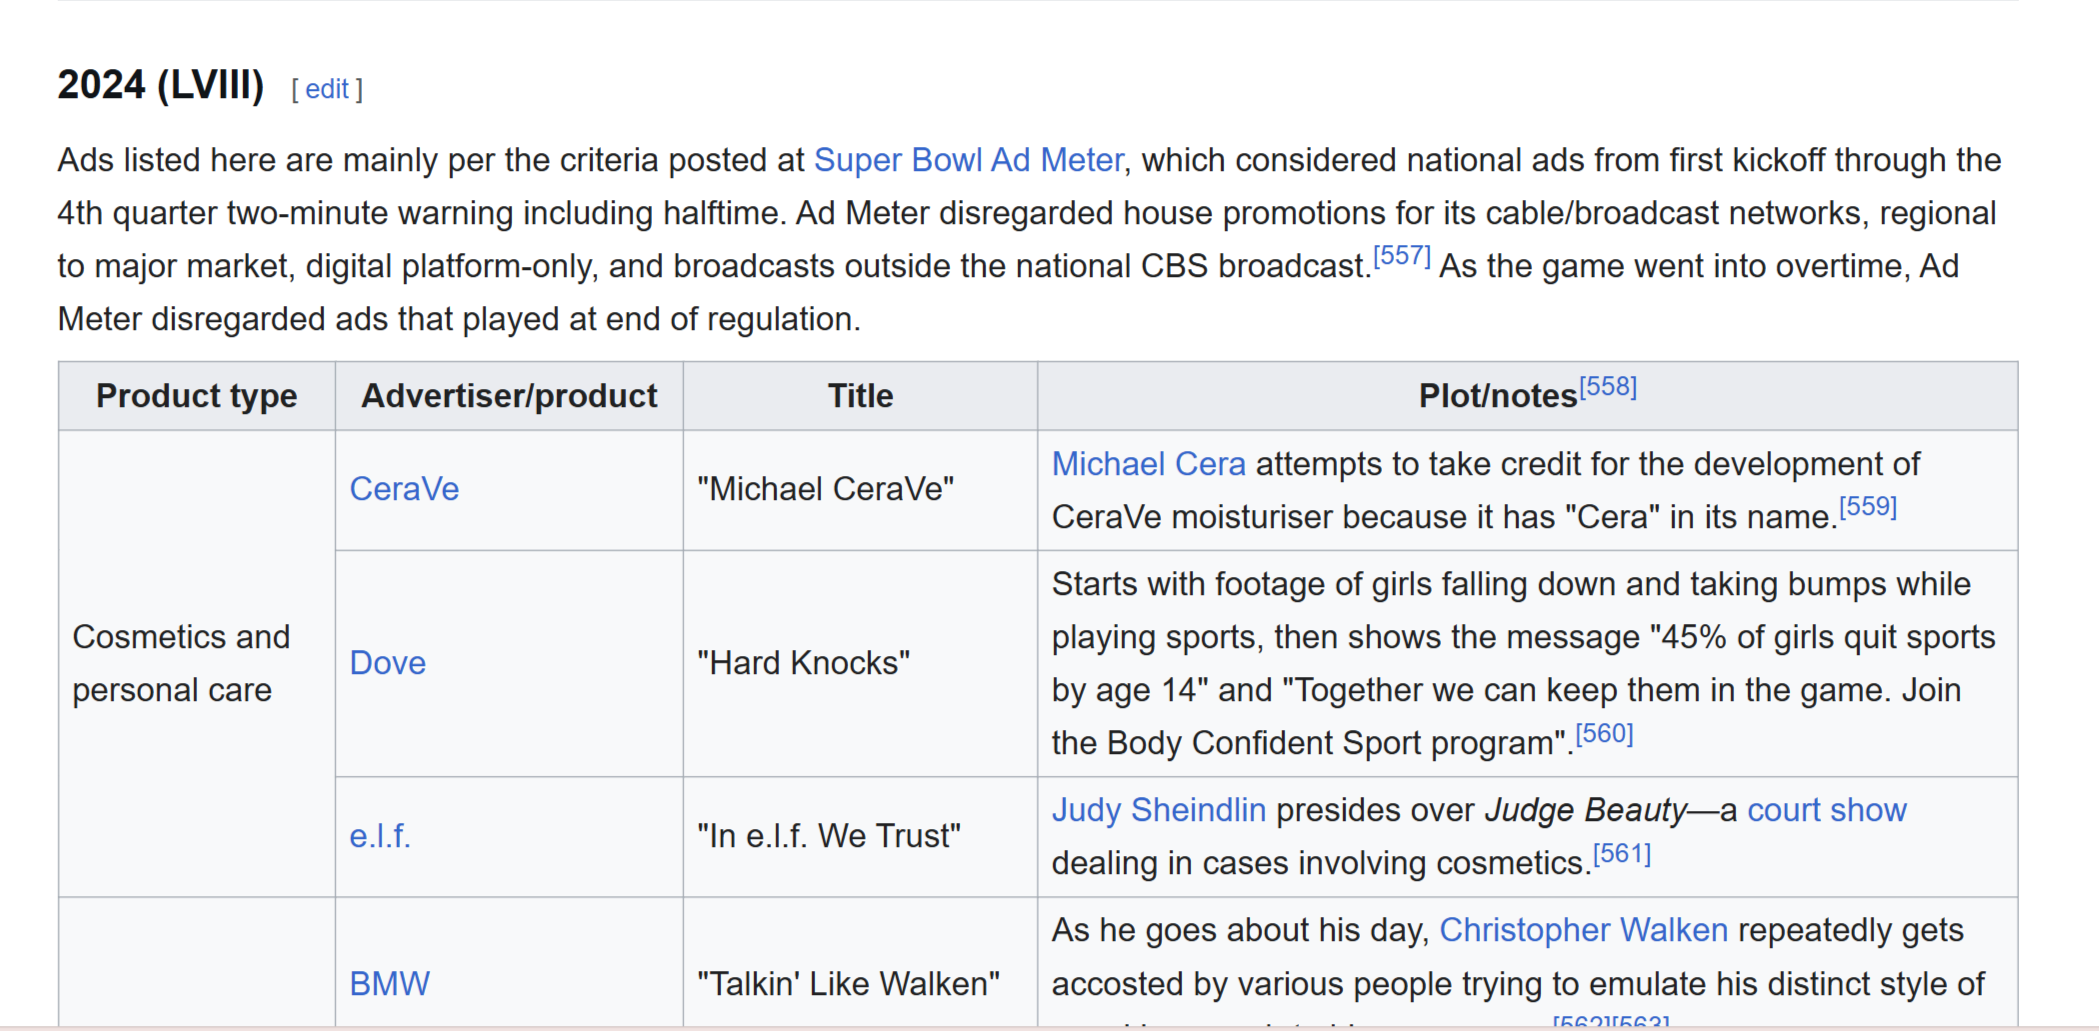 2024 (LVIII) [ edit ]
Ads listed here are mainly per the criteria posted at Super Bowl Ad Meter, which considered national ads from first kickoff through the
4th quarter two-minute warning including halftime. Ad Meter disregarded house promotions for its cable/broadcast networks, regional
to major market, digital platform-only, and broadcasts outside the national CBS broadcast.[557] As the game went into overtime, Ad
Meter disregarded ads that played at end of regulation.
Product type Advertiser/product Title Plot/notes[558]
Cosmetics and
personal care
CeraVe
"Michael CeraVe"
Michael Cera attempts to take credit for the development of
CeraVe moisturiser because it has "Cera" in its name.[559]
Dove
"Hard Knocks"
Starts with footage of girls falling down and taking bumps while
playing sports, then shows the message "45% of girls quit sports
by age 14" and "Together we can keep them in the game. Join
the Body Confident Sport program".[560]
e.l.f.
"In e.l.f. We Trust"
Judy Sheindlin presides over Judge Beauty—a court show
dealing in cases involving cosmetics.[561]
BMW
"Talkin' Like Walken"
As he goes about his day, Christopher Walken repeatedly gets
accosted by various people trying to emulate his distinct style of
[562][563]